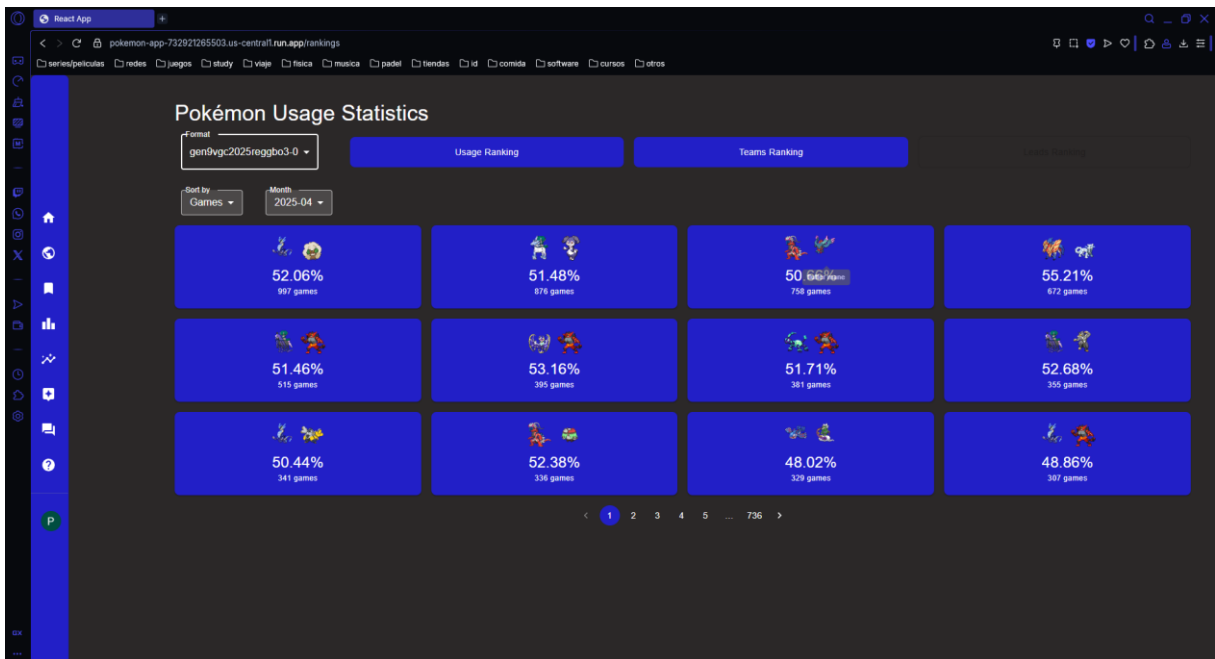 React App
pokemon-app-732921265503.us-central1.run.app/rankings
series/peliculas redes juegos study viaje fisica musica padel tiendas id comida software cursos otros
Pokémon Usage Statistics
Format
gen9vgc2025reggbo3-0
Usage Ranking
Teams Ranking
Sort by
Games
Month
2025-04
52.06% 51.48% 55.21%
997 games 876 games 758 games 672 games
51.46% 53.16% 51.71% 52.68%
515 games 395 games 381 games 355 games
50.44% 52.38% 48.02% 48.86%
341 games 336 games 329 games 307 games
P
< 1 2 3 4 5 ... 736 >
GX